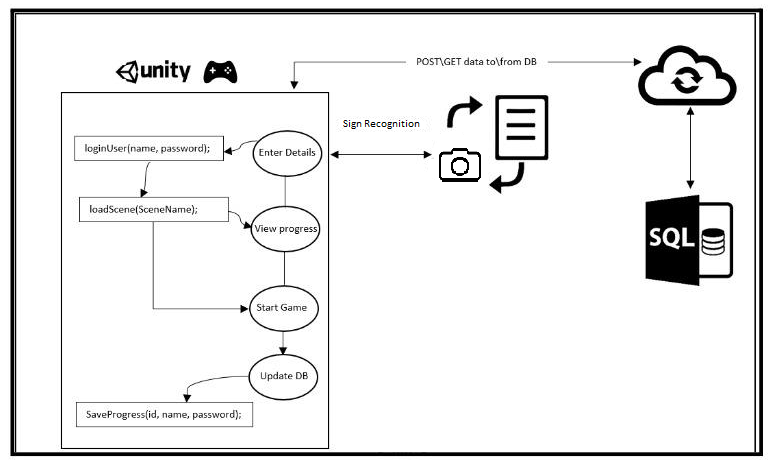 POST\GET data to\from DB
unity
Sign Recognition
loginUser(name, password);
Enter Details
loadScene(SceneName);
View progress
SQL
Start Game
Update DB
SaveProgress(id, name, password);